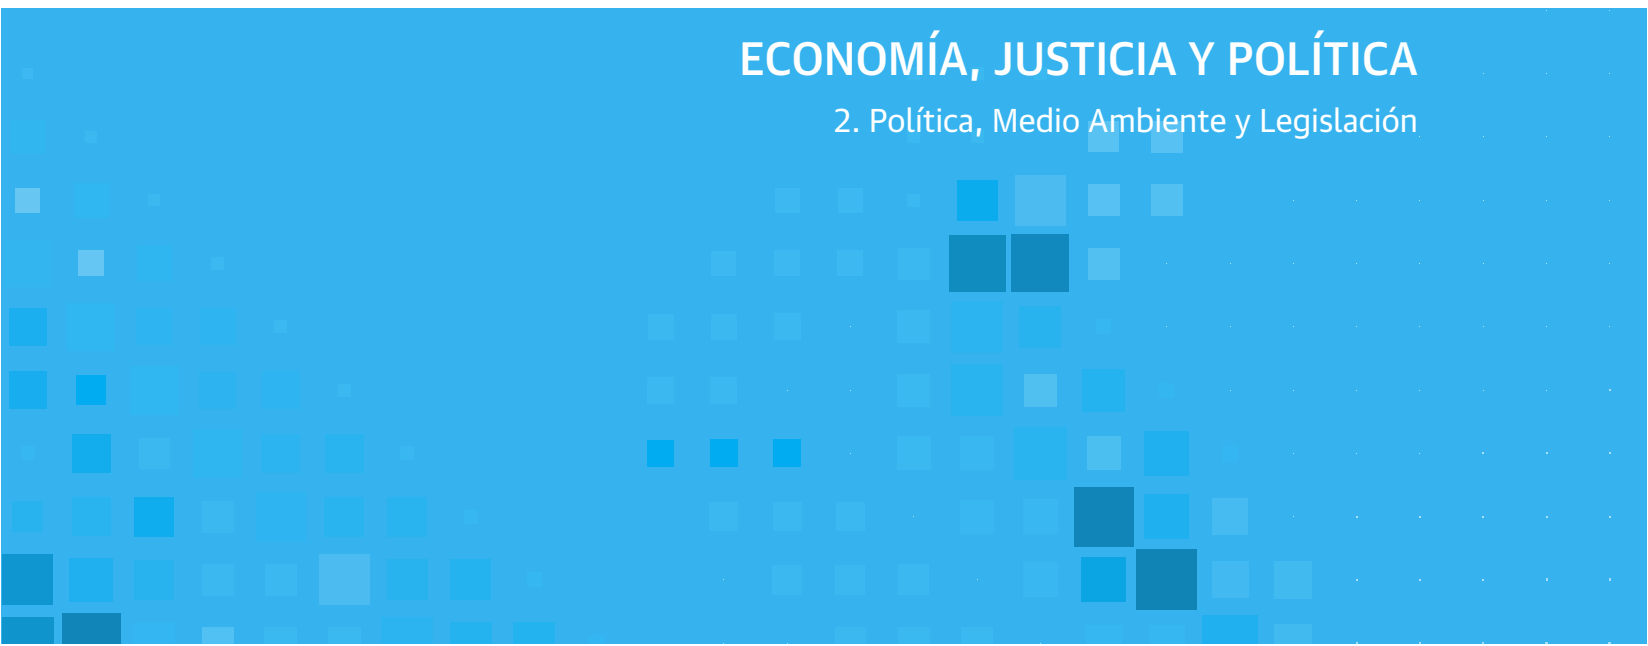 ECONOMÍA, JUSTICIA Y POLÍTICA
2. Política, Medio Ambiente y Legislación